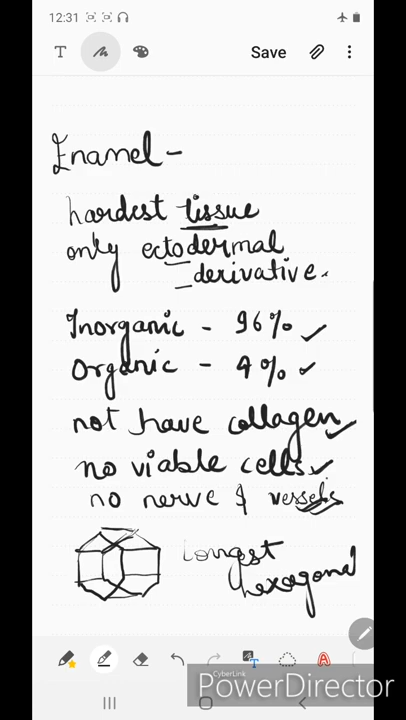 12:31
T
Save
Enamel -
hardest tissue
only ectodermal
derivative.
Inorganic - 96% ✓
Organic - 4% ✓
not have collagen ✓
no viable cells ✓
no nerve & vessels
Longest
hexagonal
T
A
CyberLink
PowerDirector